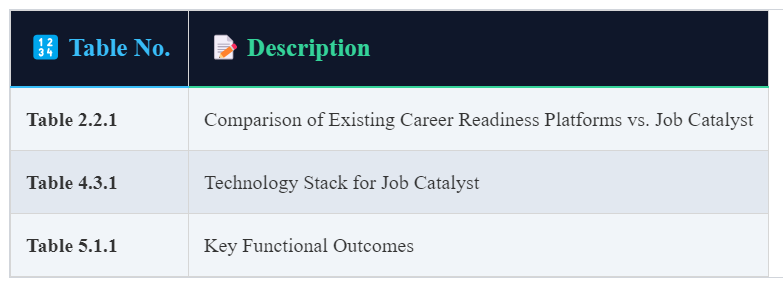 🔢 Table No. 📝 Description
Table 2.2.1 Comparison of Existing Career Readiness Platforms vs. Job Catalyst
Table 4.3.1 Technology Stack for Job Catalyst
Table 5.1.1 Key Functional Outcomes